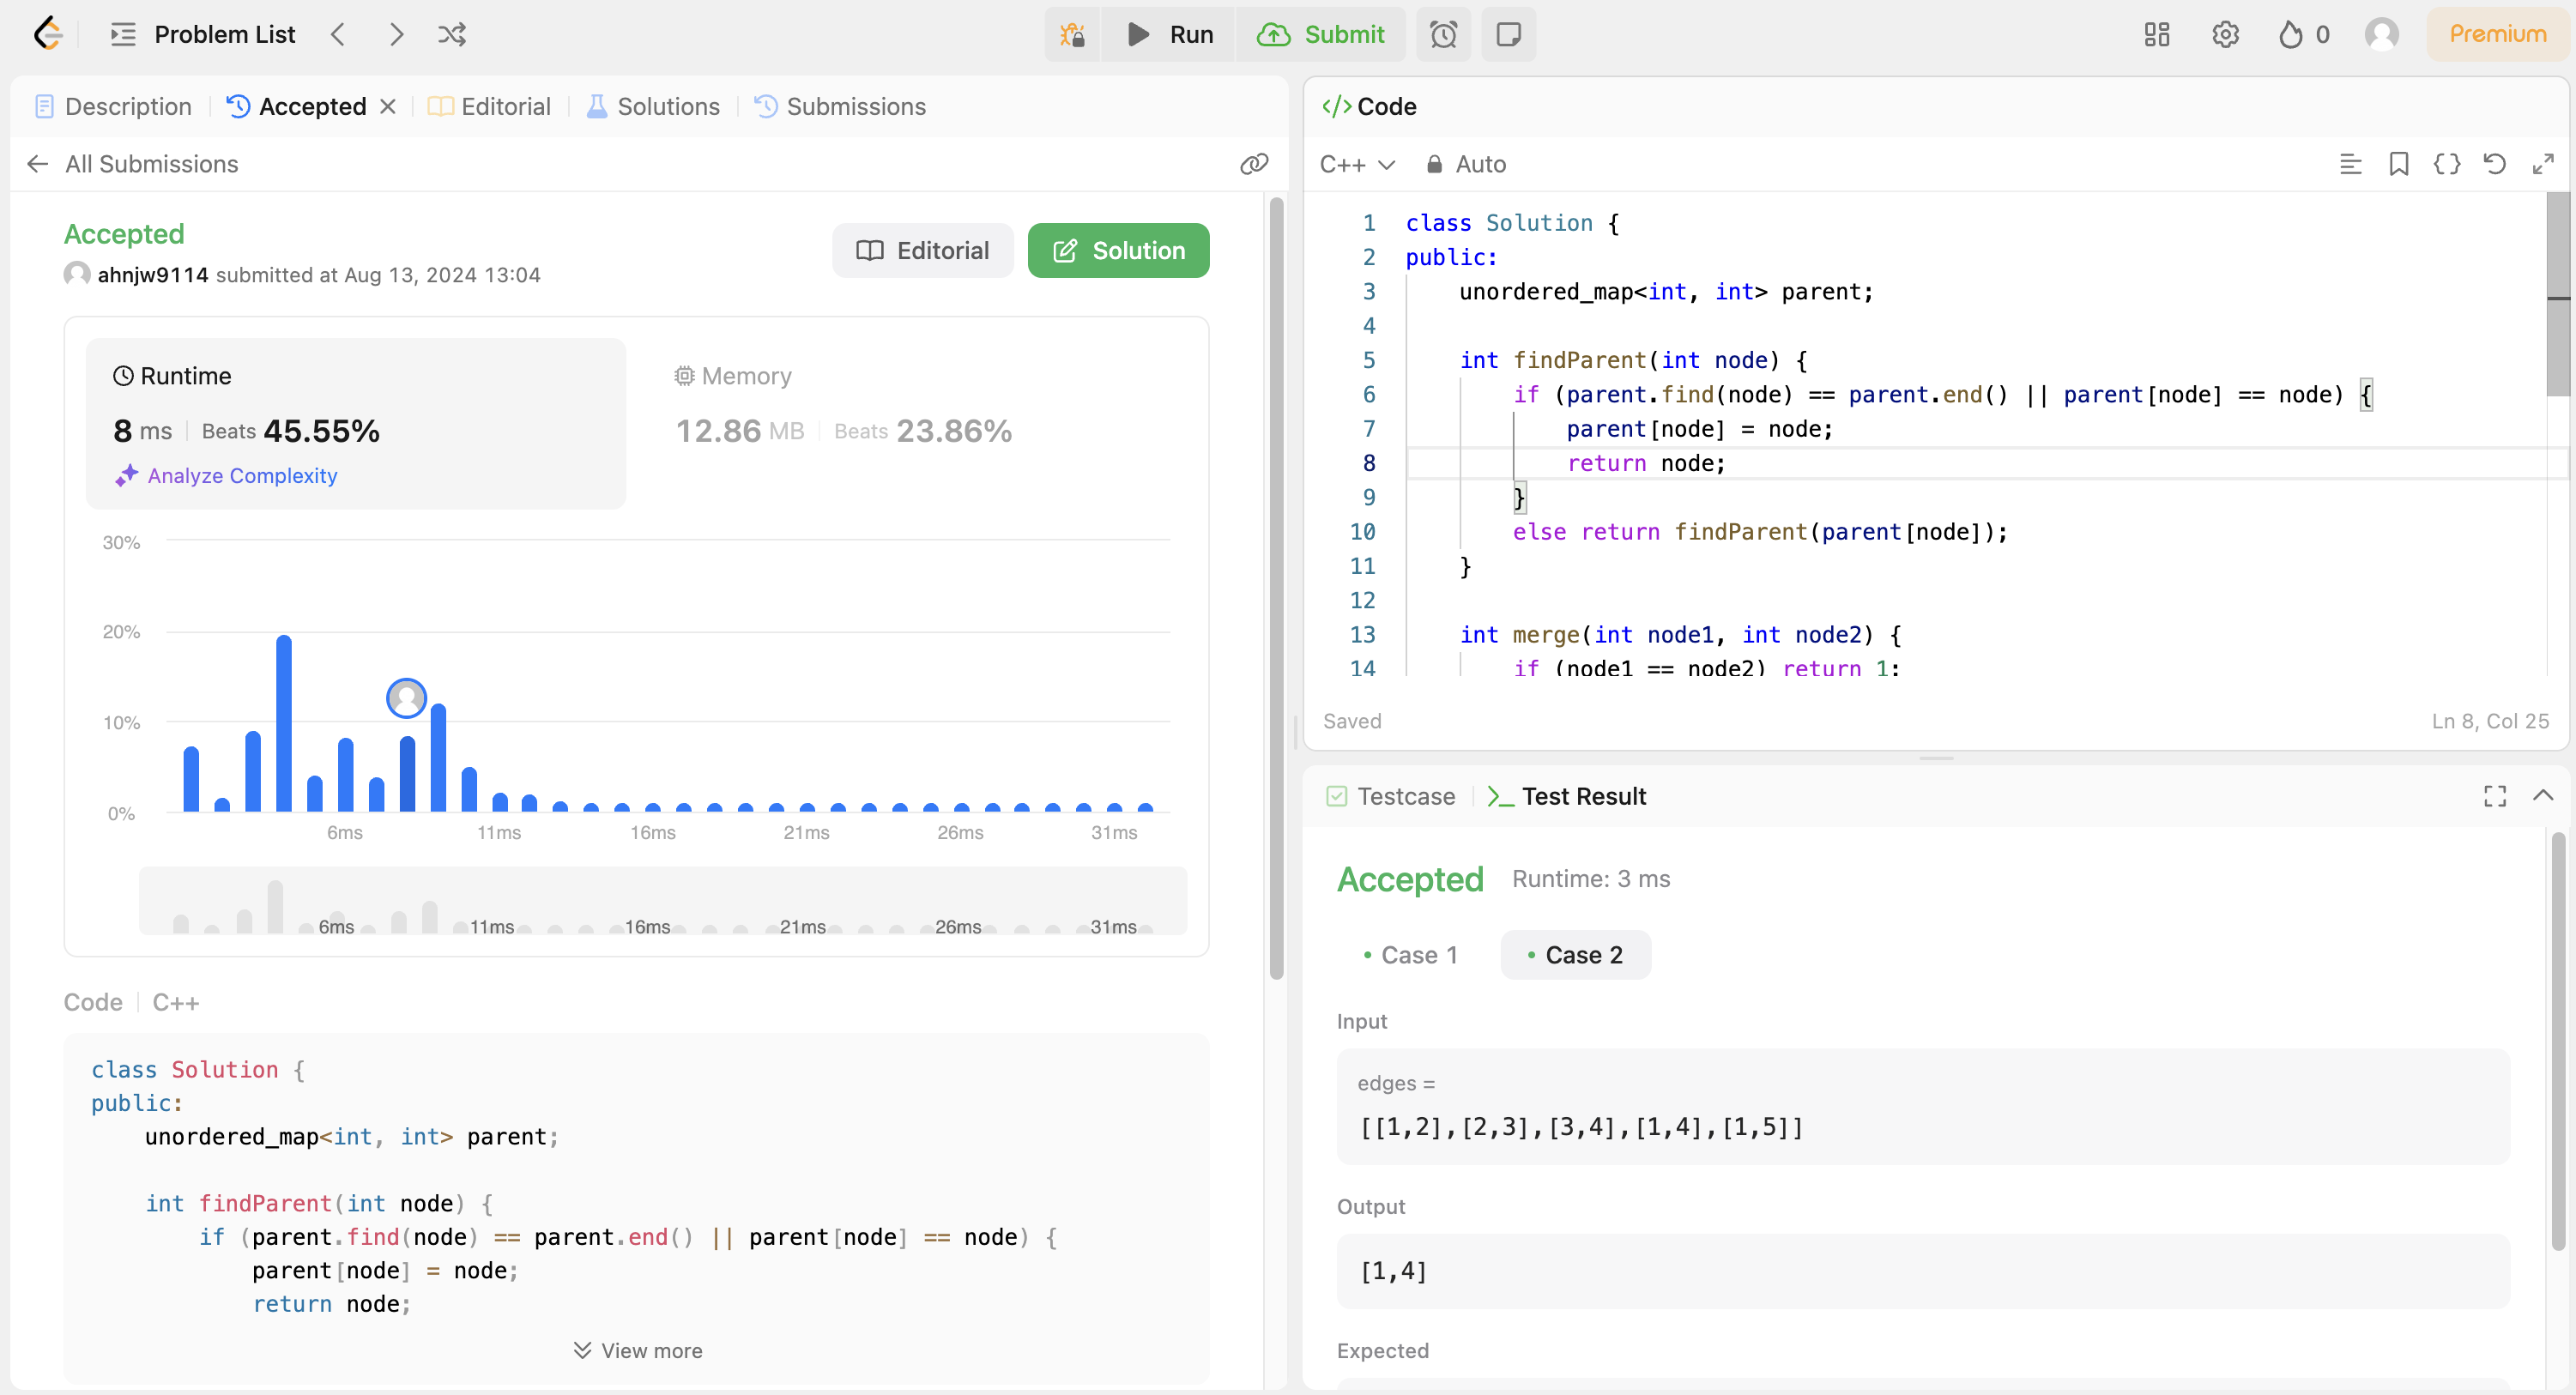 Problem List
Run
Submit
0
Premium
Description
Accepted
Editorial
Solutions
Submissions
All Submissions
Accepted
ahnjw9114 submitted at Aug 13, 2024 13:04
Editorial
Solution
Runtime
8 ms
Beats 45.55%
Analyze Complexity
Memory
12.86 MB
Beats 23.86%
30%
20%
10%
0%
6ms 11ms 16ms 21ms 26ms 31ms
6ms 11ms 16ms 21ms 26ms 31ms
Code
C++
class Solution {
public:
    unordered_map<int, int> parent;
    int findParent(int node) {
        if (parent.find(node) == parent.end() || parent[node] == node) {
            parent[node] = node;
            return node;
View more
</> Code
C++
Auto
1 class Solution {
2 public:
3     unordered_map<int, int> parent;
4
5     int findParent(int node) {
6         if (parent.find(node) == parent.end() || parent[node] == node) {
7             parent[node] = node;
8             return node;
9         }
10         else return findParent(parent[node]);
11     }
12
13     int merge(int node1, int node2) {
14         if (node1 == node2) return 1;
Saved
Ln 8, Col 25
Testcase
Test Result
Accepted
Runtime: 3 ms
Case 1
Case 2
Input
edges =
[[1,2],[2,3],[3,4],[1,4],[1,5]]
Output
[1,4]
Expected